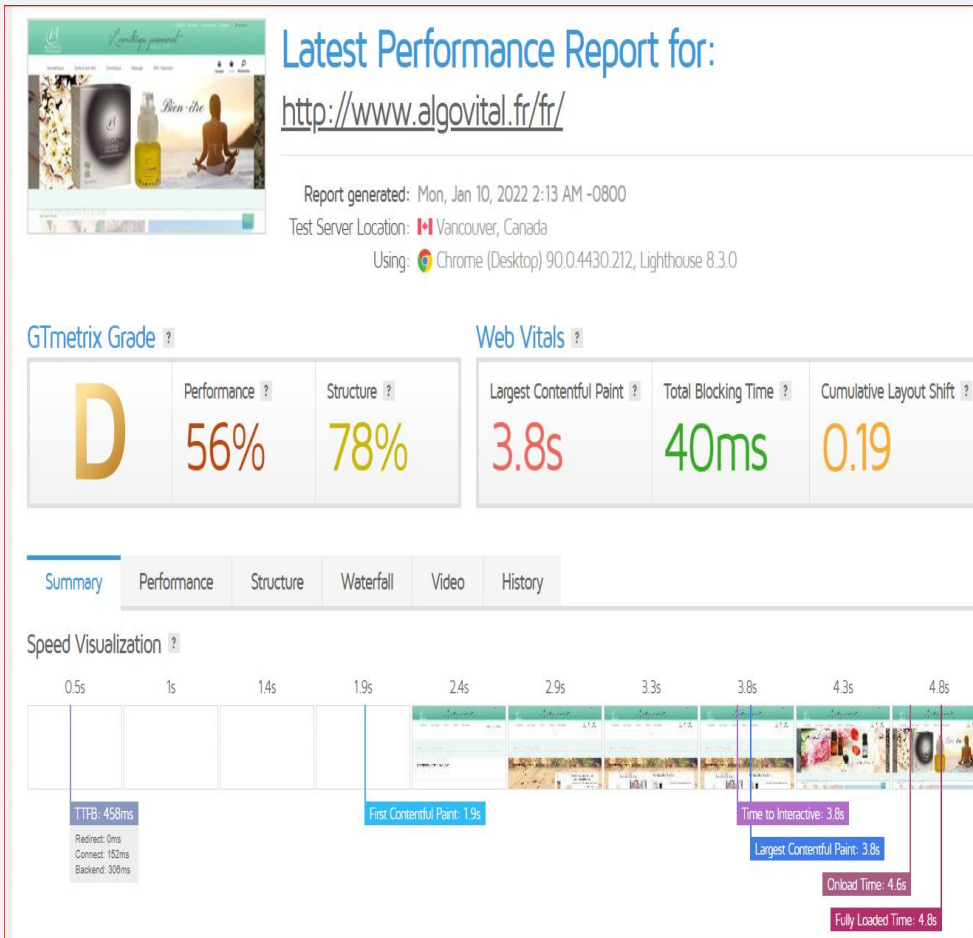 Latest Performance Report for:
http://www.algovital.fr/fr/
Report generated: Mon, Jan 10, 2022 2:13 AM -0800
Test Server Location: Vancouver, Canada
Using: Chrome (Desktop) 90.0.4430.212, Lighthouse 8.3.0
Bien-être
GTmetrix Grade ?
Web Vitals ?
D
Performance ?
56%
Structure ?
78%
Largest Contentful Paint ?
3.8s
Total Blocking Time ?
40ms
Cumulative Layout Shift ?
0.19
Summary Performance Structure Waterfall Video History
Speed Visualization ?
0.5s 1s 1.4s 1.9s 2.4s 2.9s 3.3s 3.8s 4.3s 4.8s
TTFB: 458ms
Redirect: 0ms
Connect: 152ms
Backend: 306ms
First Contentful Paint: 1.9s
Time to Interactive: 3.8s
Largest Contentful Paint: 3.8s
Onload Time: 4.6s
Fully Loaded Time: 4.8s